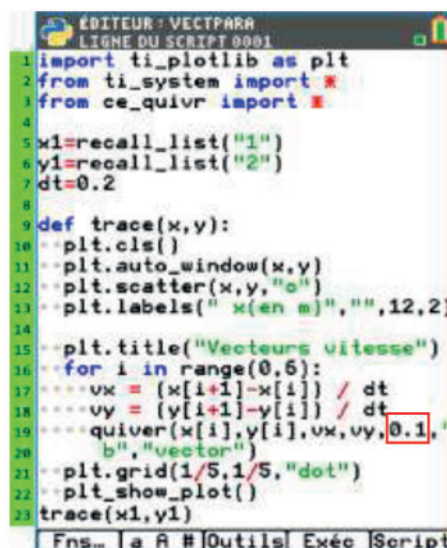 ÉDITEUR : VECTPARA
LIGNE DU SCRIPT 0001
1 import ti_plotlib as plt
2 from ti_system import *
3 from ce_quivr import *
4
5 x1=recall_list("1")
6 y1=recall_list("2")
7 dt=0.2
8
9 def trace(x,y):
10 plt.cls()
11 plt.auto_window(x,y)
12 plt.scatter(x,y,"o")
13 plt.labels(" x(en m)","",12,2)
14
15 plt.title("Vecteurs vitesse")
16 for i in range(0,6):
17 vx = (x[i+1]-x[i]) / dt
18 vy = (y[i+1]-y[i]) / dt
19 quiver(x[i],y[i],vx,vy,0.1,"
20 b","vector")
21 plt.grid(1/5,1/5,"dot")
22 plt_show_plot()
23 trace(x1,y1)
Fns… a A # Outils Exéc Script